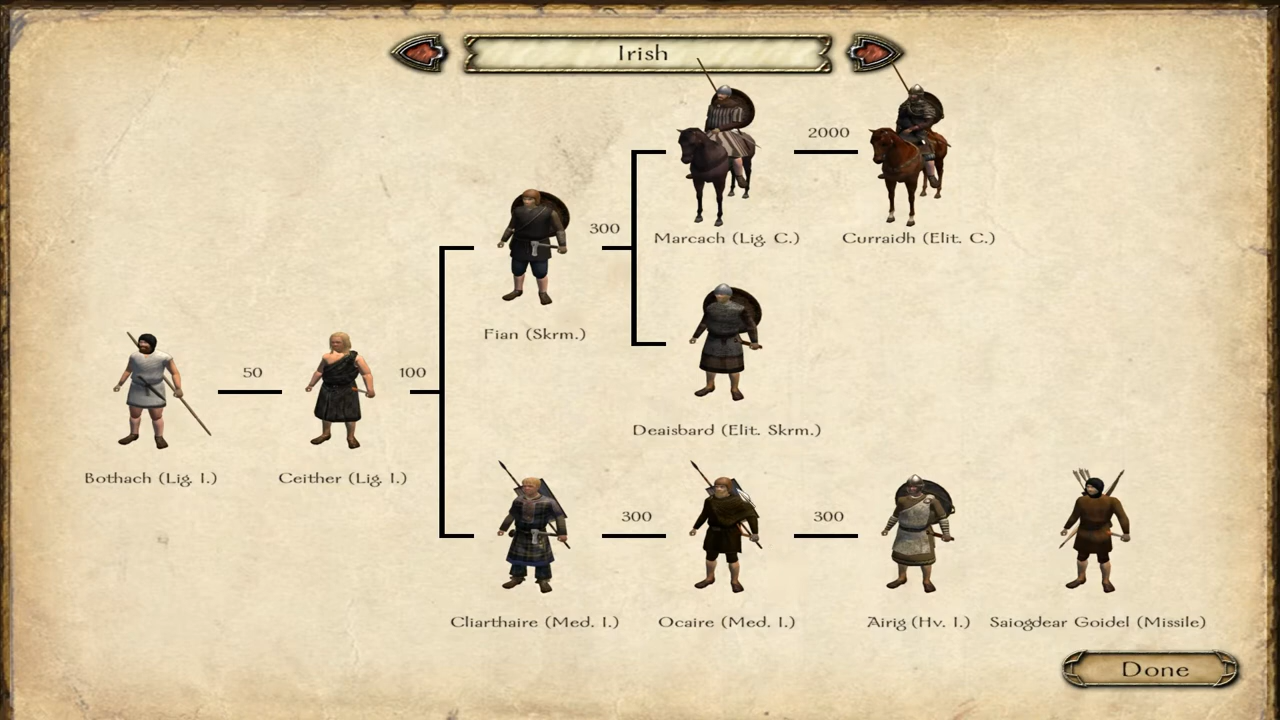 Irish
2000
Marcach (Lig. C.)
Curraidh (Elit. C.)
300
Fian (Skrm.)
50
100
Deaisbard (Elit. Skrm.)
Bothach (Lig. I.)
Ceither (Lig. I.)
300
300
Cliarthaire (Med. I.)
Ocaire (Med. I.)
Airig (Hv. I.)
Saiogdear Goidel (Missile)
Done